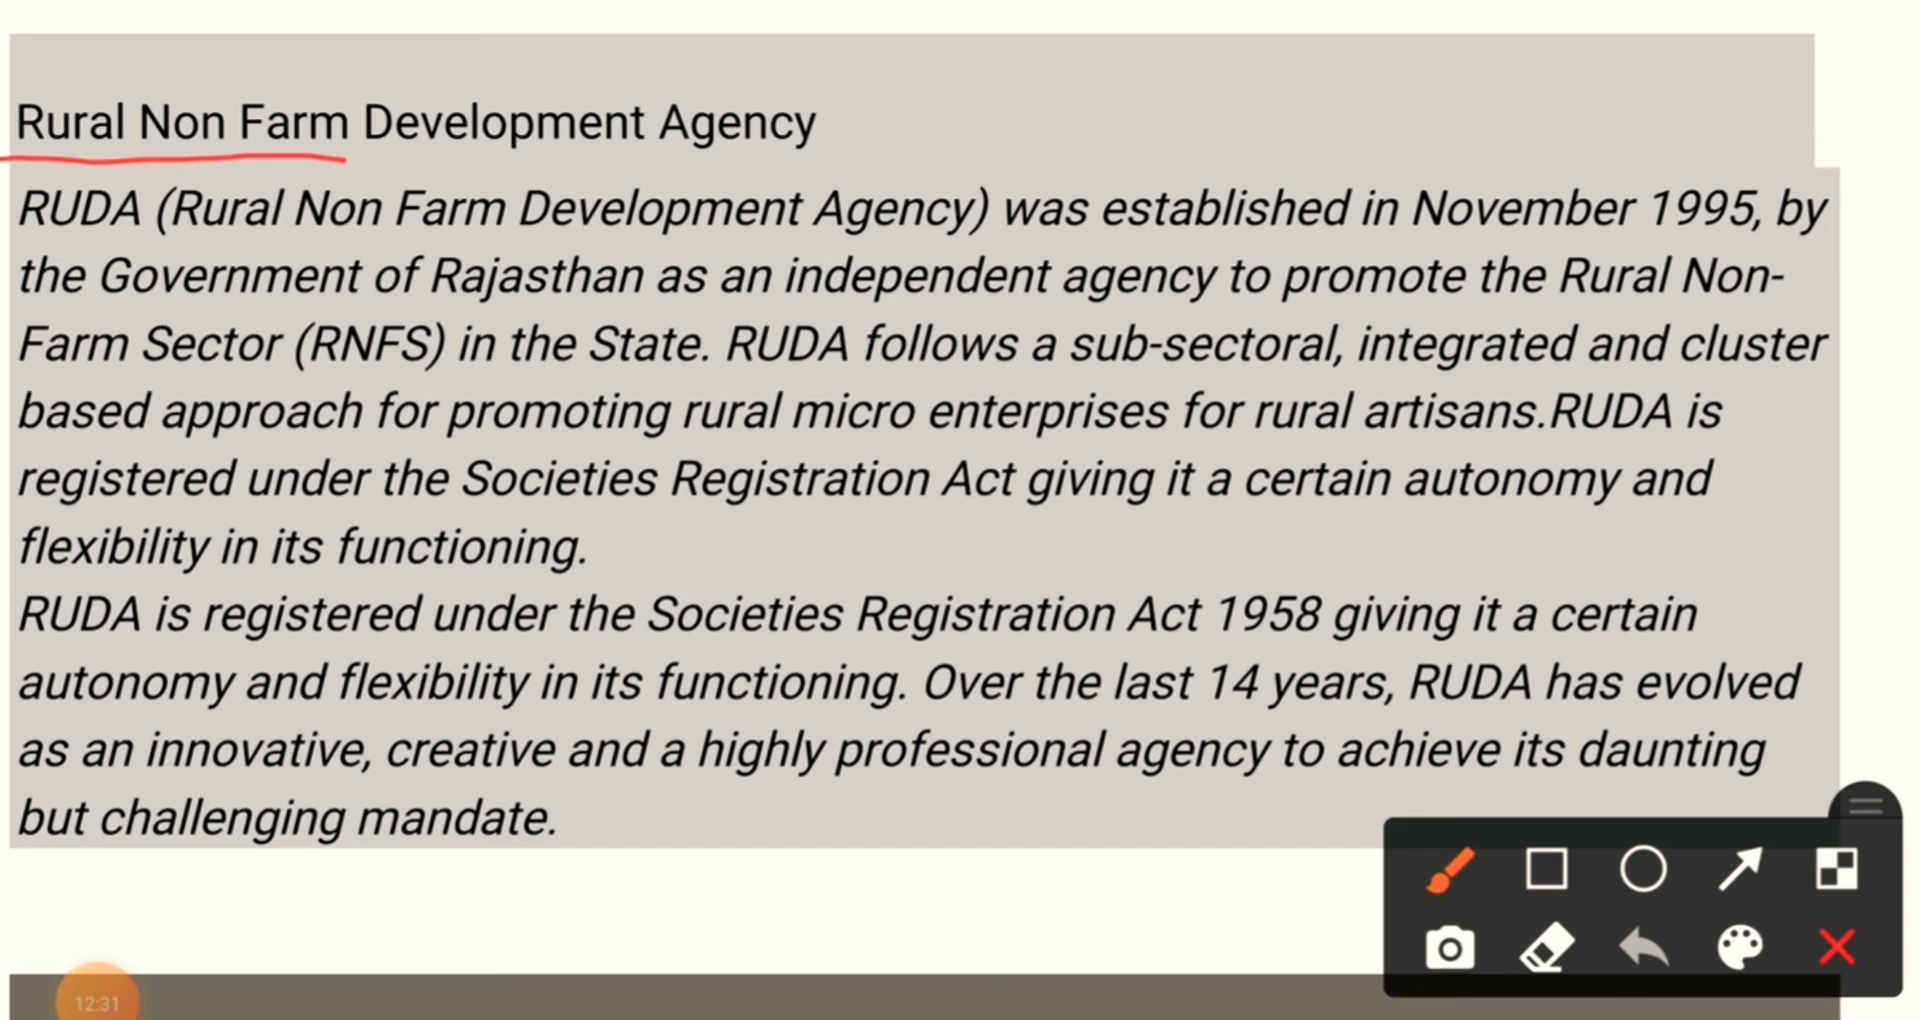 Rural Non Farm Development Agency
RUDA (Rural Non Farm Development Agency) was established in November 1995, by
the Government of Rajasthan as an independent agency to promote the Rural Non-
Farm Sector (RNFS) in the State. RUDA follows a sub-sectoral, integrated and cluster
based approach for promoting rural micro enterprises for rural artisans.RUDA is
registered under the Societies Registration Act giving it a certain autonomy and
flexibility in its functioning.
RUDA is registered under the Societies Registration Act 1958 giving it a certain
autonomy and flexibility in its functioning. Over the last 14 years, RUDA has evolved
as an innovative, creative and a highly professional agency to achieve its daunting
but challenging mandate.
12:31